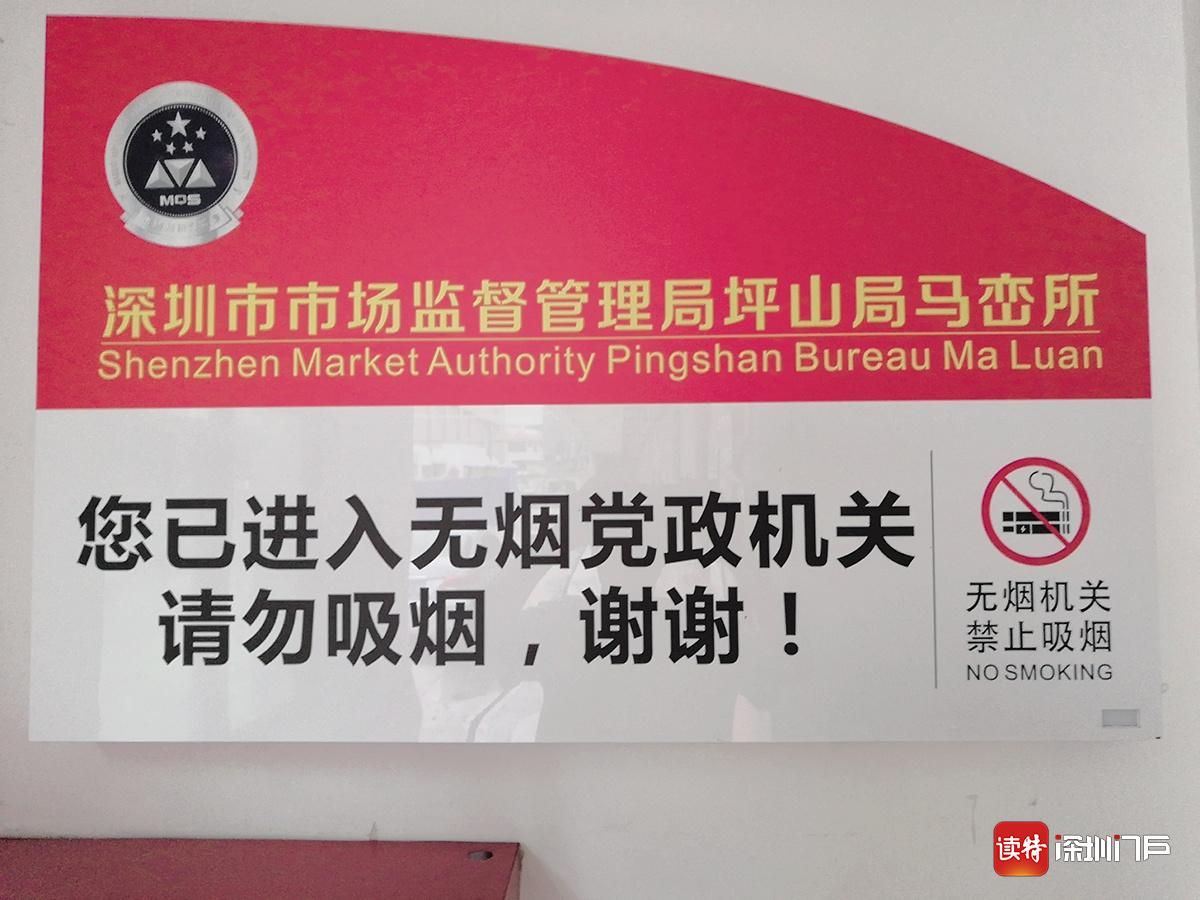 MQS
深圳市市场监督管理局坪山局马峦所
Shenzhen Market Authority Pingshan Bureau Ma Luan
您已进入无烟党政机关
请勿吸烟，谢谢！
无烟机关
禁止吸烟
NO SMOKING
读特 深圳门户